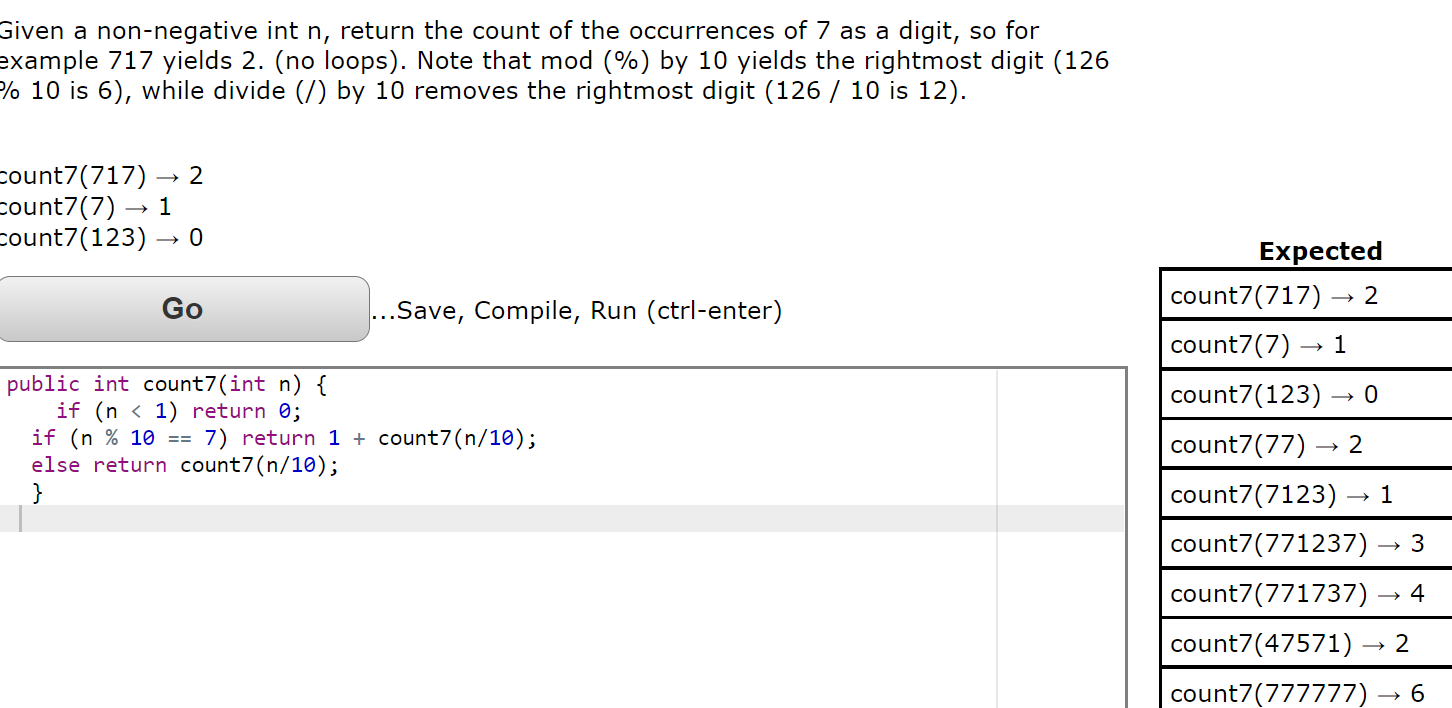 Given a non-negative int n, return the count of the occurrences of 7 as a digit, so for
example 717 yields 2. (no loops). Note that mod (%) by 10 yields the rightmost digit (126
% 10 is 6), while divide (/) by 10 removes the rightmost digit (126 / 10 is 12).
count7(717) → 2
count7(7) → 1
count7(123) → 0
Go ...Save, Compile, Run (ctrl-enter)
public int count7(int n) {
if (n < 1) return 0;
if (n % 10 == 7) return 1 + count7(n/10);
else return count7(n/10);
}
Expected
count7(717) → 2
count7(7) → 1
count7(123) → 0
count7(77) → 2
count7(7123) → 1
count7(771237) → 3
count7(771737) → 4
count7(47571) → 2
count7(777777) → 6